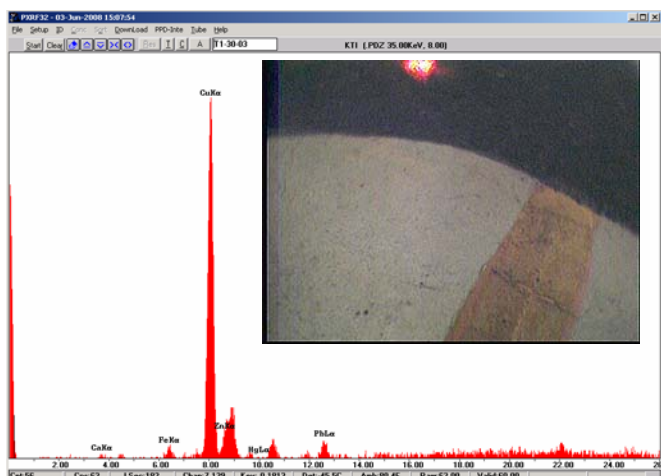 PXRF32 - 03-Jun-2008 15:07:54
File Setup ID Sort DownLoad PPD-Inte Tube Help
Start Clear I C A T1-30-03 KTI (.PDZ 35.00KeV, 8.00)
CuKα
ZnKα
FeKα
CaKα
HgLα
PbLα
2.00 4.00 6.00 8.00 10.00 12.00 14.00 16.00 18.00 20.00 22.00 24.00